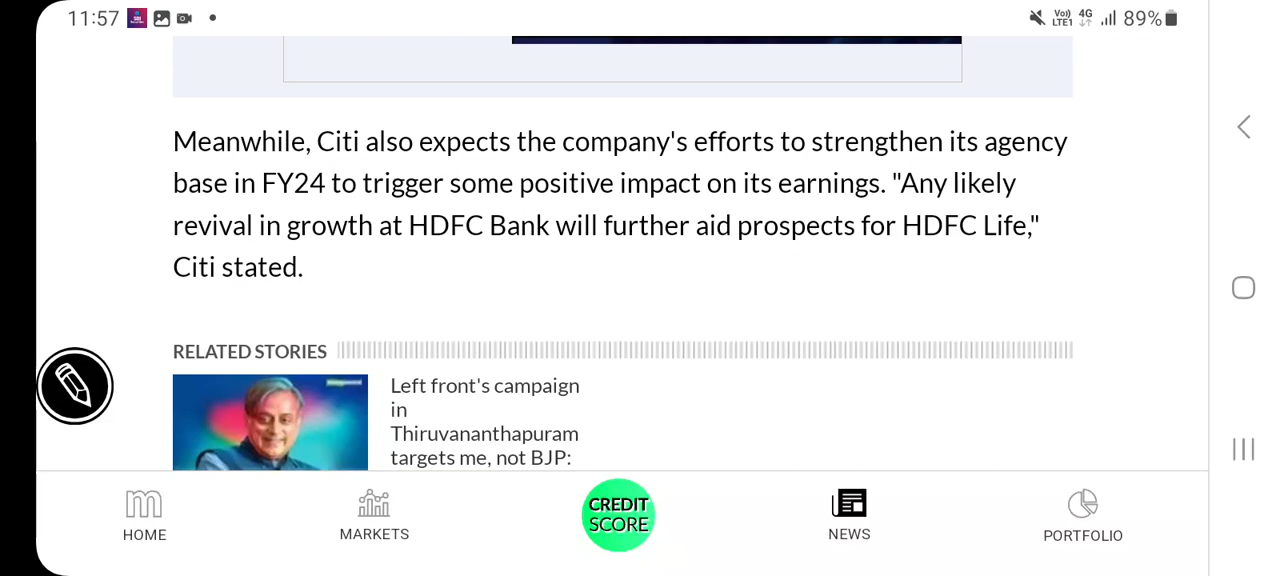 11:57
Vo)) LTE1 4G 89%
Meanwhile, Citi also expects the company's efforts to strengthen its agency
base in FY24 to trigger some positive impact on its earnings. "Any likely
revival in growth at HDFC Bank will further aid prospects for HDFC Life,"
Citi stated.
RELATED STORIES
Left front's campaign
in
Thiruvananthapuram
targets me, not BJP:
HOME
MARKETS
CREDIT
SCORE
NEWS
PORTFOLIO